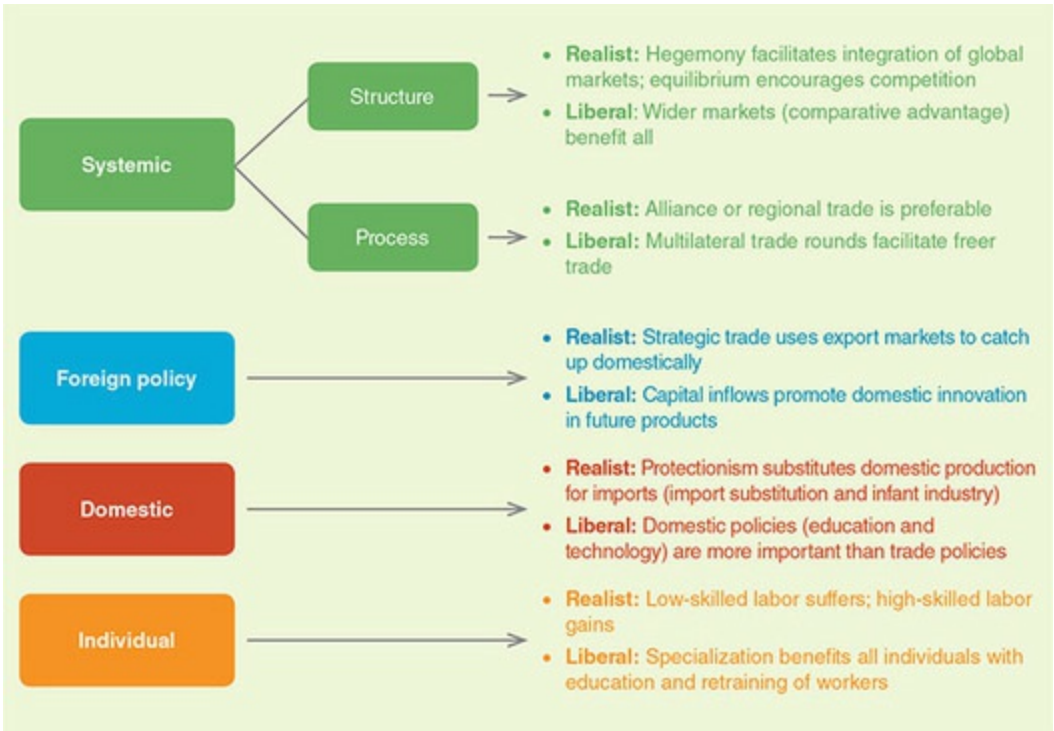 Systemic
Structure
• Realist: Hegemony facilitates integration of global
markets; equilibrium encourages competition
• Liberal: Wider markets (comparative advantage)
benefit all
Process
• Realist: Alliance or regional trade is preferable
• Liberal: Multilateral trade rounds facilitate freer
trade
Foreign policy
• Realist: Strategic trade uses export markets to catch
up domestically
• Liberal: Capital inflows promote domestic innovation
in future products
Domestic
• Realist: Protectionism substitutes domestic production
for imports (import substitution and infant industry)
• Liberal: Domestic policies (education and
technology) are more important than trade policies
Individual
• Realist: Low-skilled labor suffers; high-skilled labor
gains
• Liberal: Specialization benefits all individuals with
education and retraining of workers